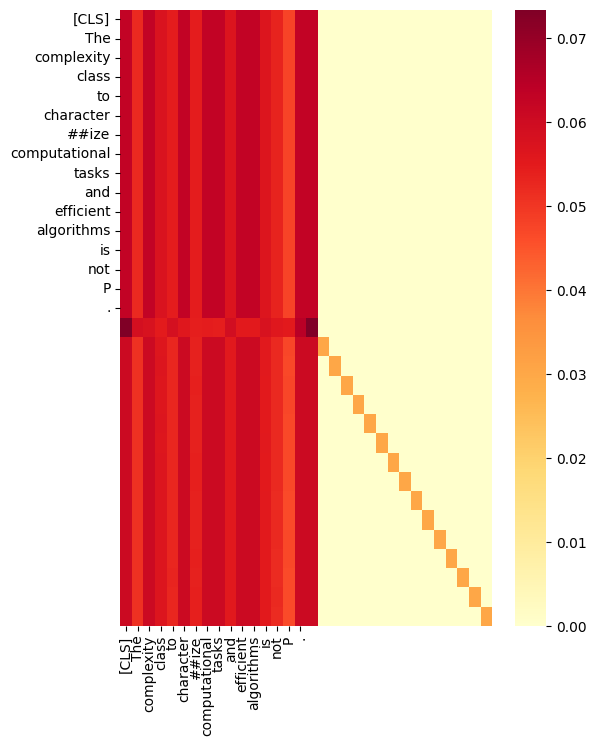 [CLS]
The
complexity
class
to
character
##ize
computational
tasks
and
efficient
algorithms
is
not
P
.
0.07
0.06
0.05
0.04
0.03
0.02
0.01
0.00
[CLS]
The
complexity
class
to
character
##ize
computational
tasks
and
efficient
algorithms
is
not
P
.